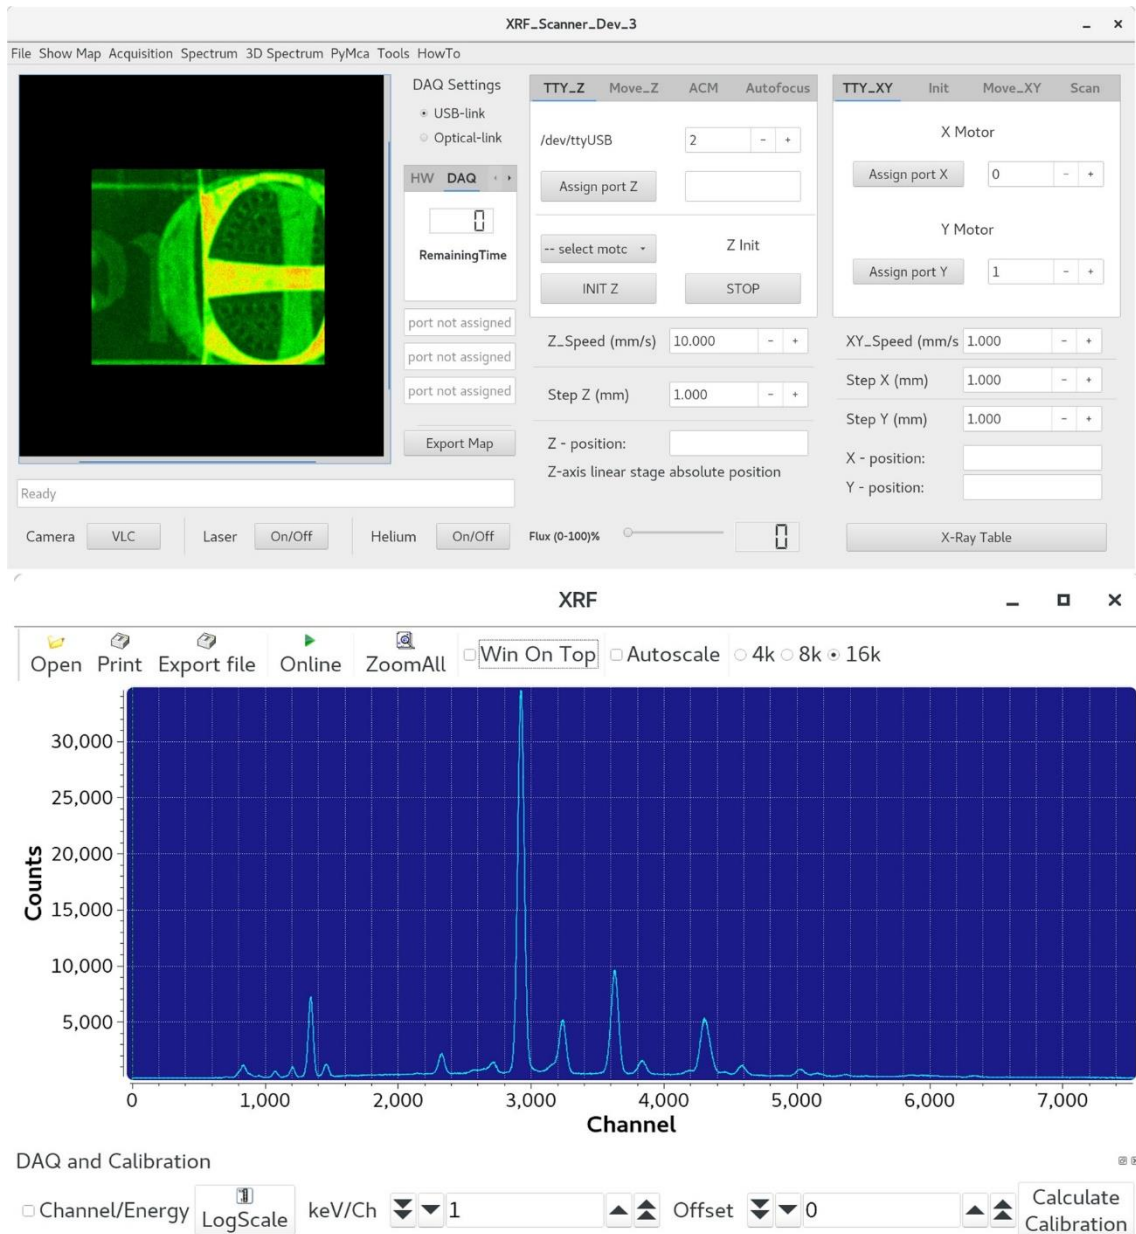 XRF_Scanner_Dev_3
File Show Map Acquisition Spectrum 3D Spectrum PyMca Tools HowTo
DAQ Settings
USB-link
Optical-link
HW DAQ
0
RemainingTime
port not assigned
port not assigned
port not assigned
Export Map
TTY_Z Move_Z ACM Autofocus
/dev/ttyUSB 2 - +
Assign port Z
-- select motc Z Init
INIT Z STOP
Z_Speed (mm/s) 10.000 - +
Step Z (mm) 1.000 - +
Z - position:
Z-axis linear stage absolute position
TTY_XY Init Move_XY Scan
X Motor
Assign port X 0 - +
Y Motor
Assign port Y 1 - +
XY_Speed (mm/s 1.000 - +
Step X (mm) 1.000 - +
Step Y (mm) 1.000 - +
X - position:
Y - position:
Ready
Camera VLC Laser On/Off Helium On/Off Flux (0-100)% 0 X-Ray Table
XRF
Open Print Export file Online ZoomAll Win On Top Autoscale 4k 8k 16k
30,000
25,000
20,000
15,000
10,000
5,000
Counts
0 1,000 2,000 3,000 4,000 5,000 6,000 7,000
Channel
DAQ and Calibration
Channel/Energy LogScale keV/Ch 1 Offset 0 Calculate
Calibration